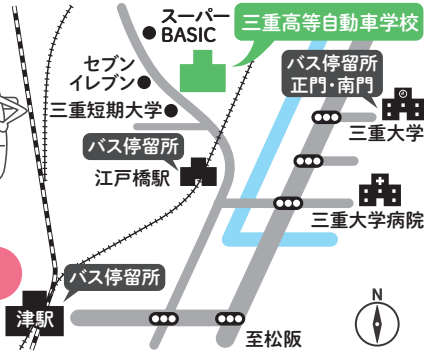 スーパー
BASIC
三重高等自動車学校
セブン
イレブン
バス停留所
正門・南門
三重短期大学
三重大学
バス停留所
江戸橋駅
三重大学病院
バス停留所
津駅
至松阪
N